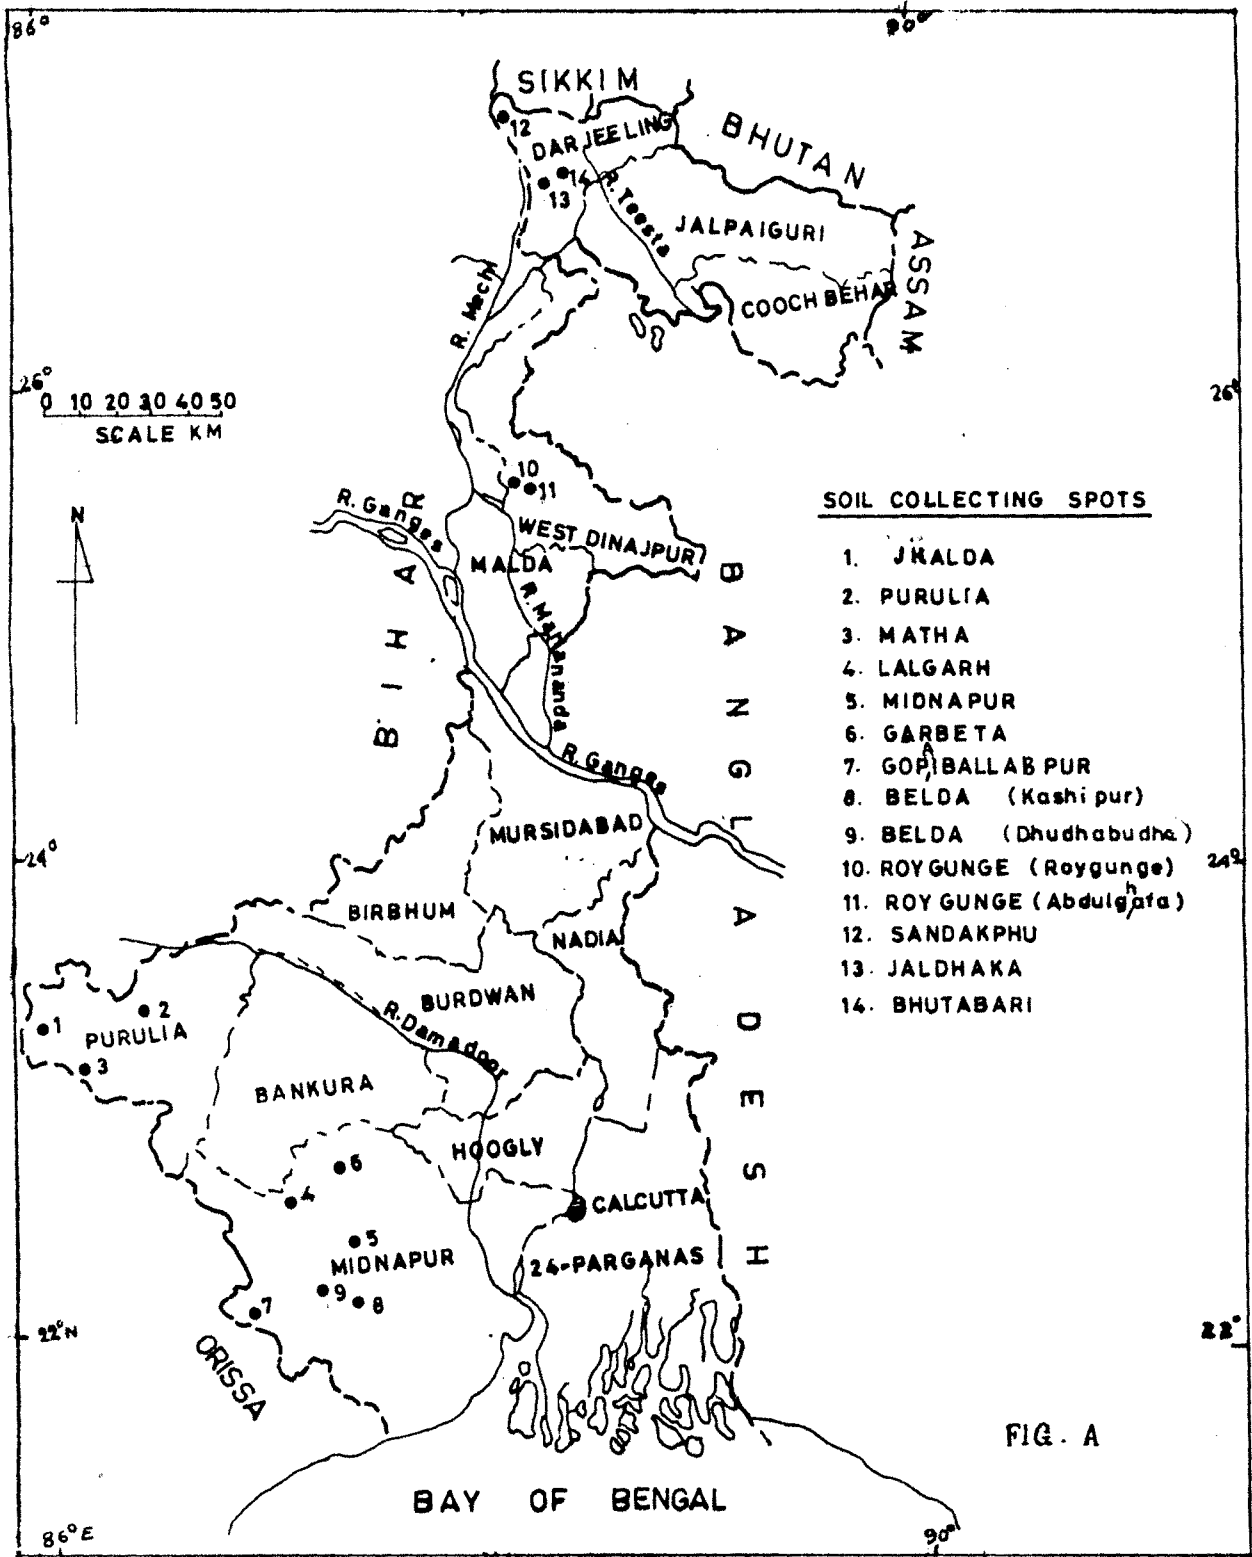 86°
90°
SIKKIM
12
DARJEELING
BHUTAN
14
13
R. Teesta
JALPAIGURI
ASSAM
R. Mechi
COOCH BEHAR
26°
26°
0 10 20 30 40 50
SCALE KM
10
11
R. Ganges
N
WEST DINAJPUR
MALDA
BIHAR
R. Mahananda
BANGLADESH
R. Ganges
SOIL COLLECTING SPOTS
1. JHALDA
2. PURULIA
3. MATHA
4. LALGARH
5. MIDNAPUR
6. GARBETA
7. GOPIBALLABPUR
8. BELDA (Kashipur)
9. BELDA (Dhudhabudha)
10. ROYGUNGE (Roygunge)
11. ROYGUNGE (Abdulghata)
12. SANDAKPHU
13. JALDHAKA
14. BHUTABARI
MURSIDABAD
24°
24°
BIRBHUM
NADIA
BURDWAN
R. Damadoor
1
2
PURULIA
3
BANKURA
HOOGLY
6
4
CALCUTTA
5
MIDNAPUR
24-PARGANAS
9
8
7
22°N
22°
ORISSA
FIG. A
BAY OF BENGAL
86°E
90°